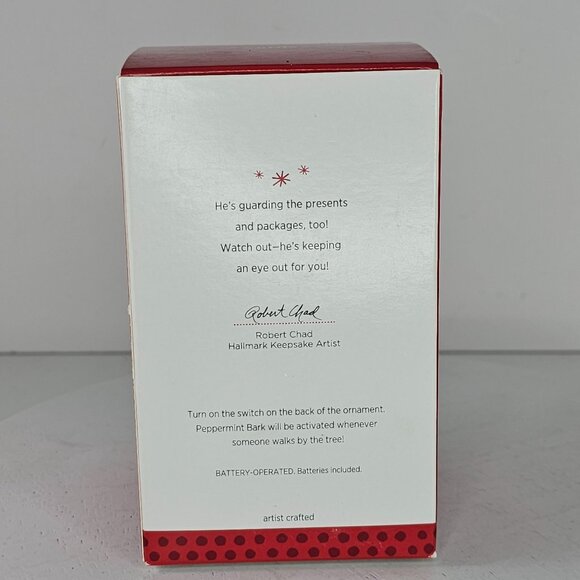 He's guarding the presents
and packages, too!
Watch out—he's keeping
an eye out for you!
Robert Chad
Robert Chad
Hallmark Keepsake Artist
Turn on the switch on the back of the ornament.
Peppermint Bark will be activated whenever
someone walks by the tree!
BATTERY-OPERATED. Batteries included.
artist crafted